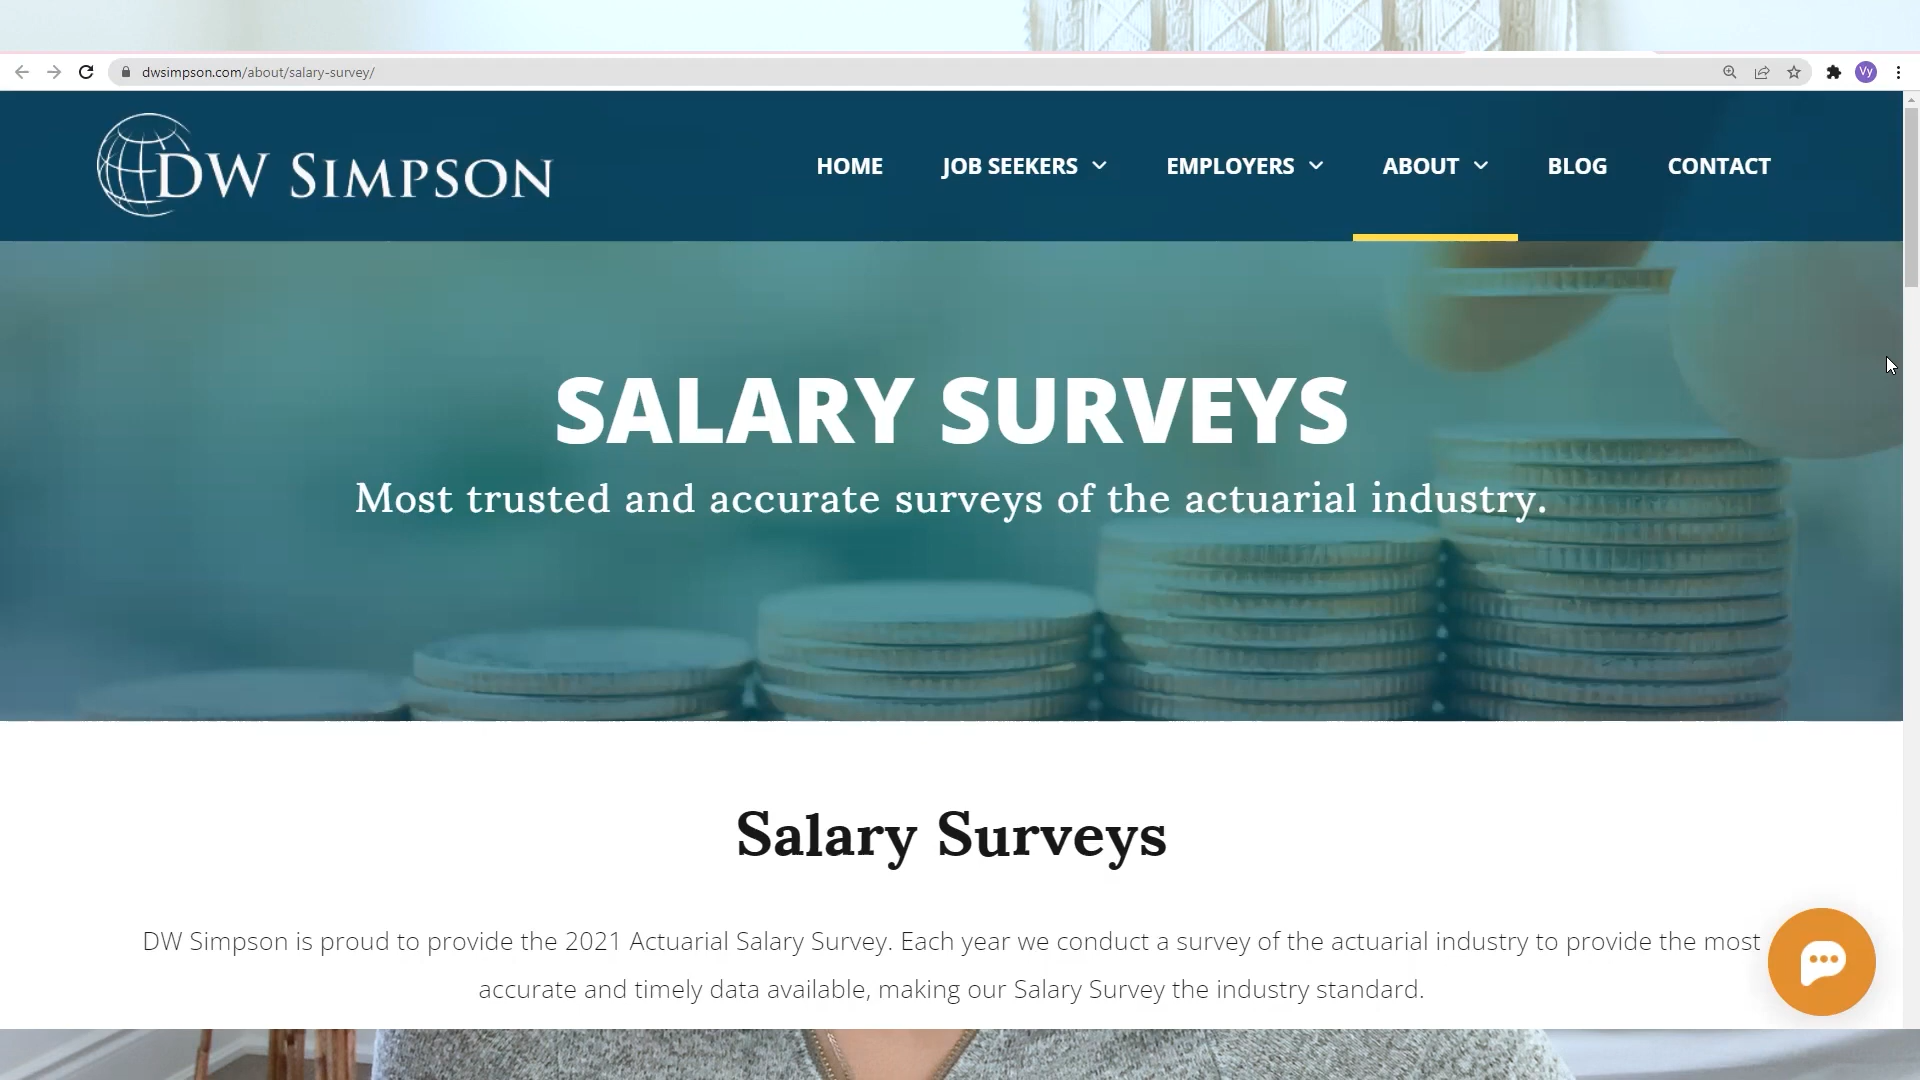 dwsimpson.com/about/salary-survey/
Vy
DW SIMPSON
HOME
JOB SEEKERS
EMPLOYERS
ABOUT
BLOG
CONTACT
SALARY SURVEYS
Most trusted and accurate surveys of the actuarial industry.
Salary Surveys
DW Simpson is proud to provide the 2021 Actuarial Salary Survey. Each year we conduct a survey of the actuarial industry to provide the most
accurate and timely data available, making our Salary Survey the industry standard.